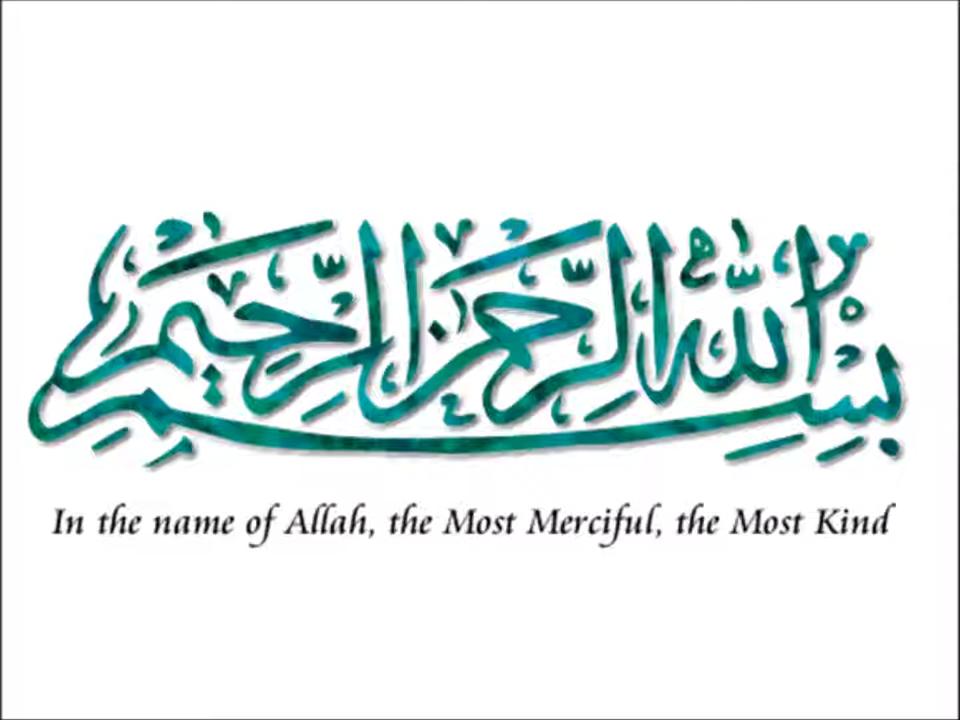 بسم الله الرحمن الرحيم
In the name of Allah, the Most Merciful, the Most Kind